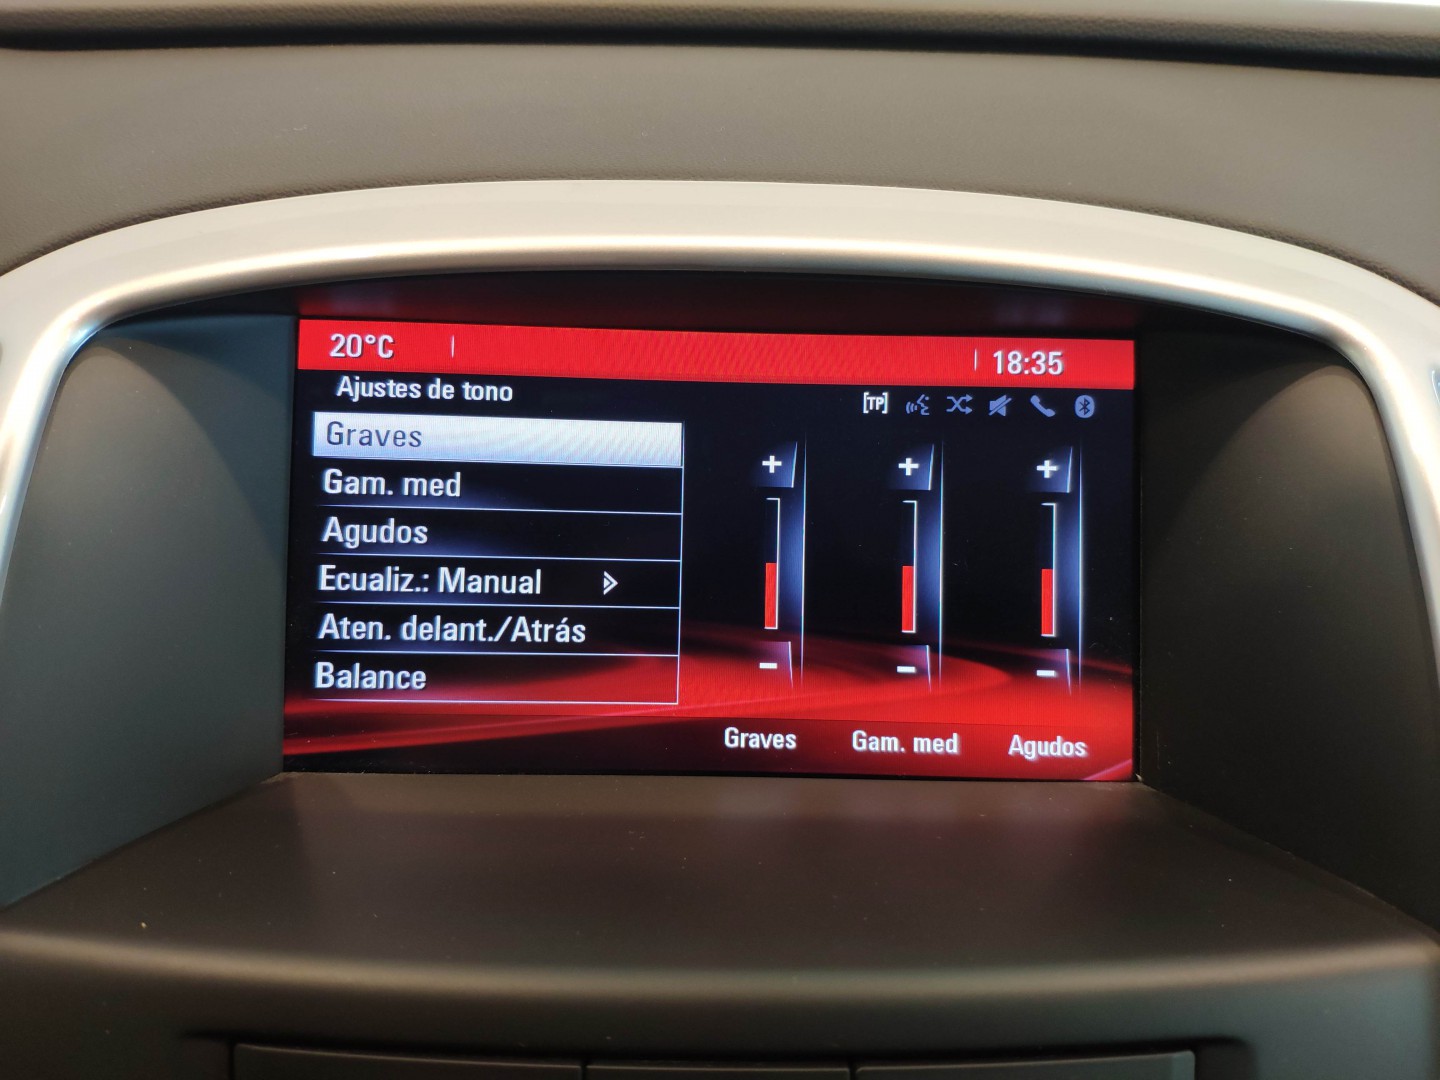 20°C
18:35
Ajustes de tono
[TP]
Graves
Gam. med
Agudos
Ecualiz.: Manual
Aten. delant./Atrás
Balance
+ + +
- - -
Graves Gam. med Agudos